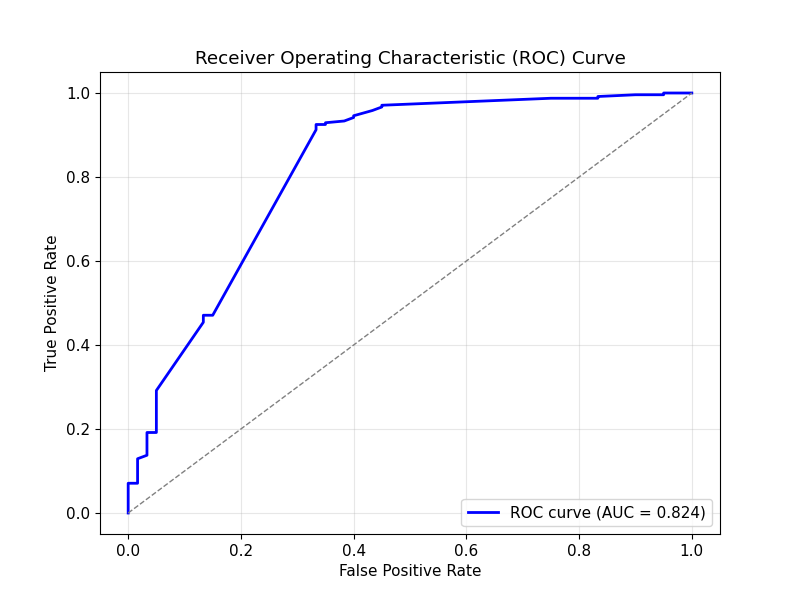 Receiver Operating Characteristic (ROC) Curve
True Positive Rate
1.0
0.8
0.6
0.4
0.2
0.0
ROC curve (AUC = 0.824)
0.0 0.2 0.4 0.6 0.8 1.0
False Positive Rate